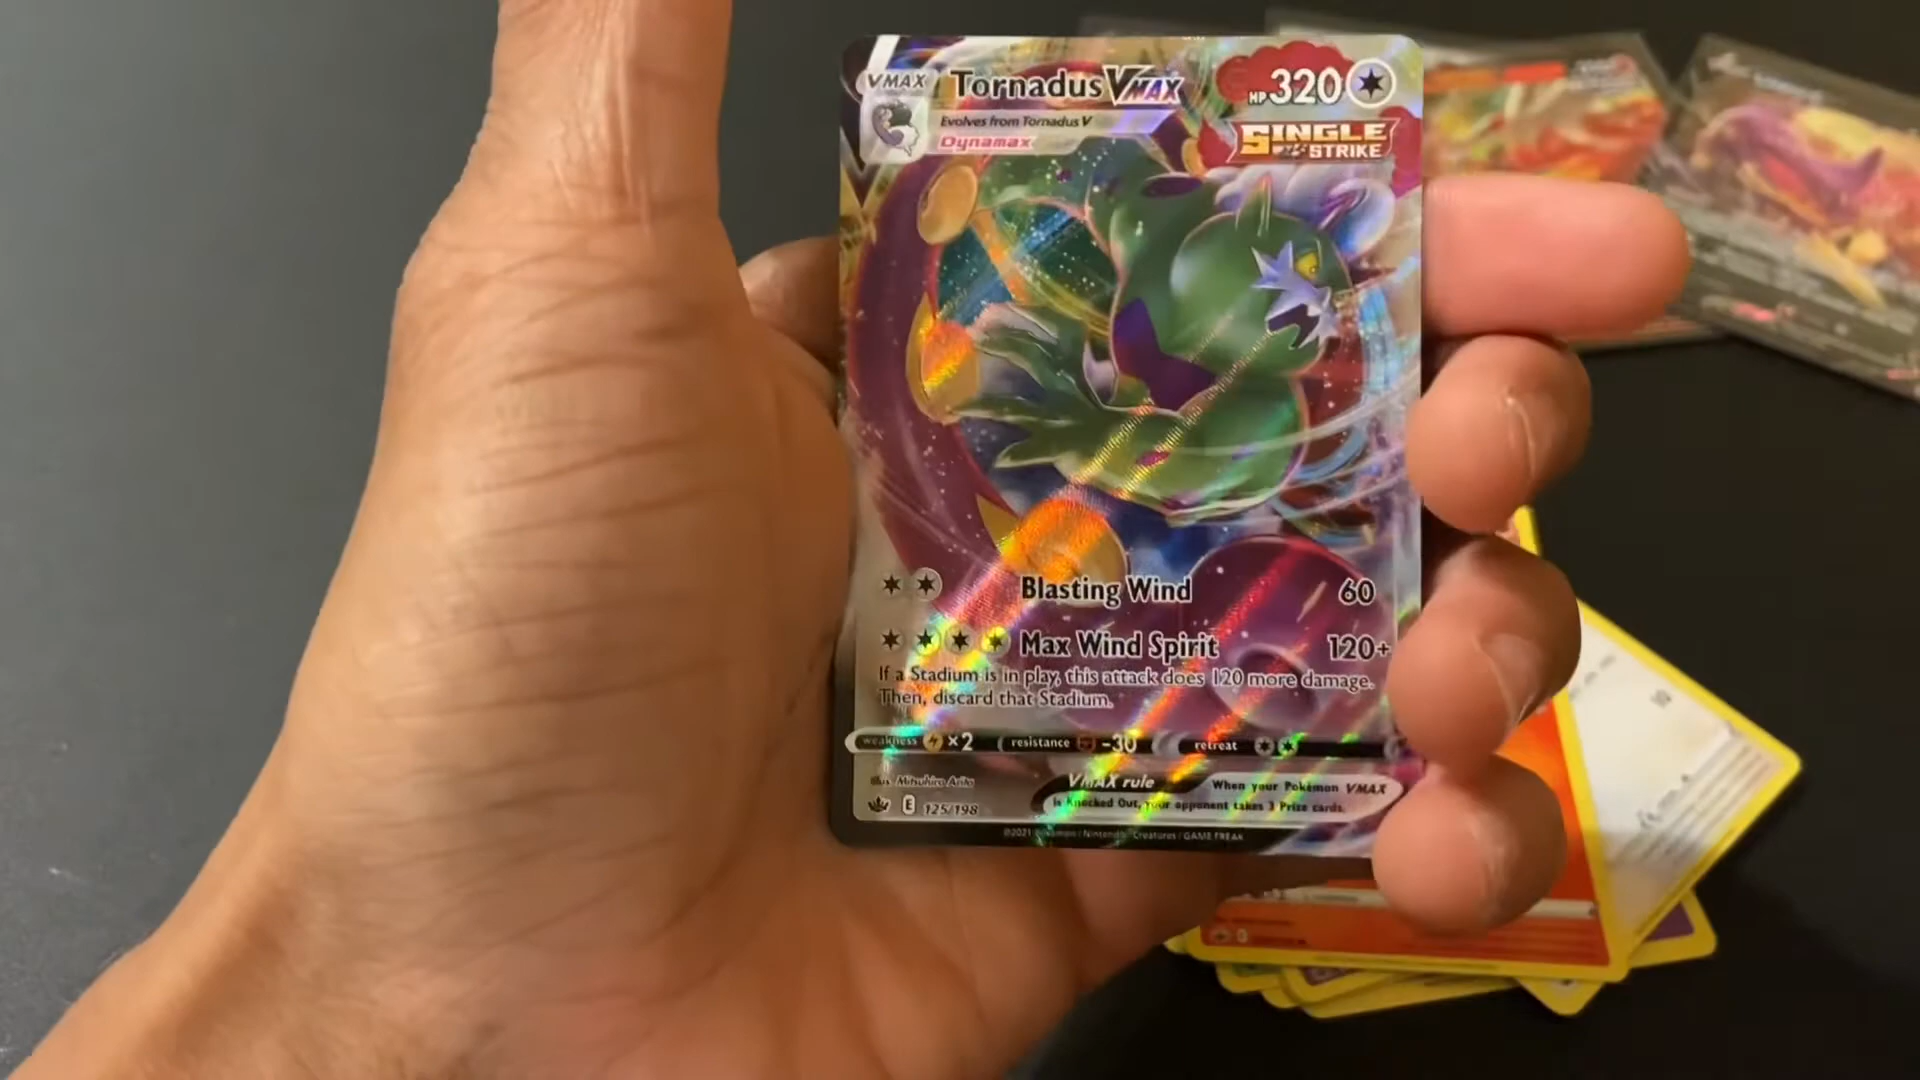 VMAX Tornadus VMAX HP 320
Evolves from Tornadus V
Dynamax
SINGLE STRIKE
Blasting Wind 60
Max Wind Spirit 120+
If a Stadium is in play, this attack does 120 more damage.
Then, discard that Stadium.
weakness ×2 resistance -30 retreat
Illus. Mitsuhiro Arita
VMAX rule When your Pokémon VMAX
is Knocked Out, your opponent takes 3 Prize cards.
E 125/198
©2021 Pokémon / Nintendo / Creatures / GAME FREAK